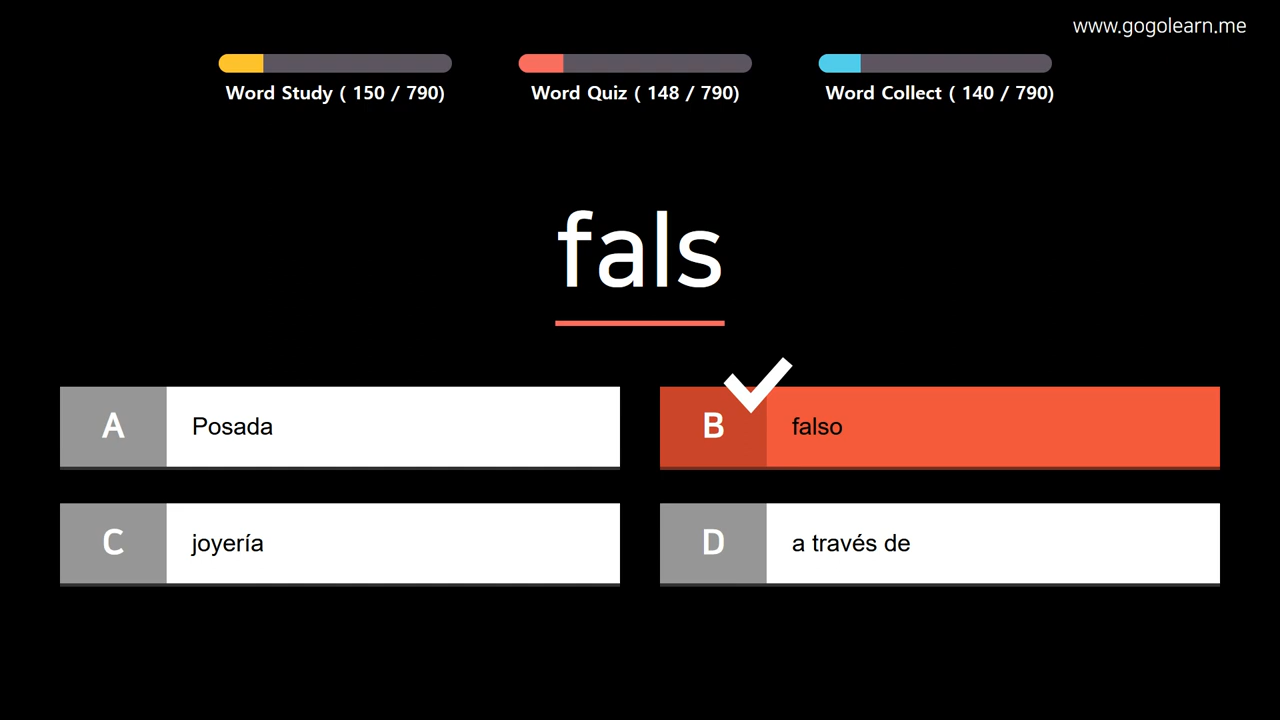 www.gogolearn.me
Word Study ( 150 / 790)
Word Quiz ( 148 / 790)
Word Collect ( 140 / 790)
fals
A Posada
B falso
C joyería
D a través de